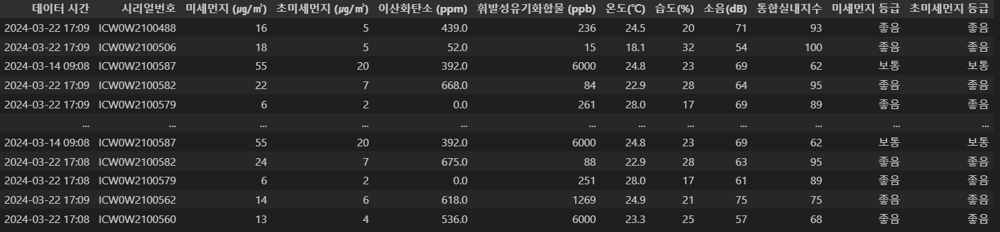 데이터 시간 시리얼번호 미세먼지 (㎍/㎥) 초미세먼지 (㎍/㎥) 이산화탄소 (ppm) 휘발성유기화합물 (ppb) 온도(℃) 습도(%) 소음(dB) 통합실내지수 미세먼지 등급 초미세먼지 등급
2024-03-22 17:09 ICW0W2100488 16 5 439.0 236 24.5 20 71 93 좋음 좋음
2024-03-22 17:09 ICW0W2100506 18 5 52.0 15 18.1 32 54 100 좋음 좋음
2024-03-14 09:08 ICW0W2100587 55 20 392.0 6000 24.8 23 69 62 보통 보통
2024-03-22 17:09 ICW0W2100582 22 7 668.0 84 22.9 28 64 95 좋음 좋음
2024-03-22 17:09 ICW0W2100579 6 2 0.0 261 28.0 17 69 89 좋음 좋음
... ... ... ... ... ... ... ... ... ... ... ...
2024-03-14 09:08 ICW0W2100587 55 20 392.0 6000 24.8 23 69 62 보통 보통
2024-03-22 17:08 ICW0W2100582 24 7 675.0 88 22.9 28 63 95 좋음 좋음
2024-03-22 17:08 ICW0W2100579 6 2 0.0 251 28.0 17 61 89 좋음 좋음
2024-03-22 17:09 ICW0W2100562 14 6 618.0 1269 24.9 21 75 75 좋음 좋음
2024-03-22 17:08 ICW0W2100560 13 4 536.0 6000 23.3 25 57 68 좋음 좋음